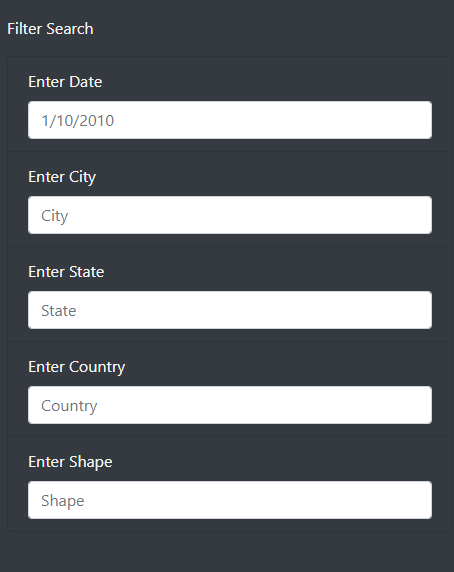 Filter Search
Enter Date
1/10/2010
Enter City
City
Enter State
State
Enter Country
Country
Enter Shape
Shape